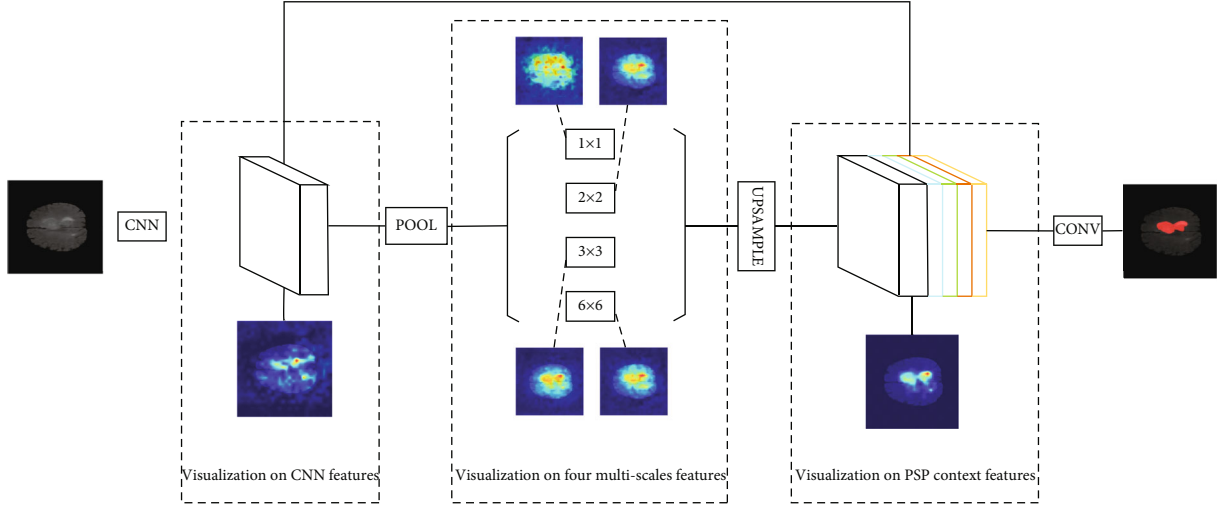 CNN
POOL
1×1
2×2
3×3
6×6
UPSAMPLE
CONV
Visualization on CNN features
Visualization on four multi-scales features
Visualization on PSP context features